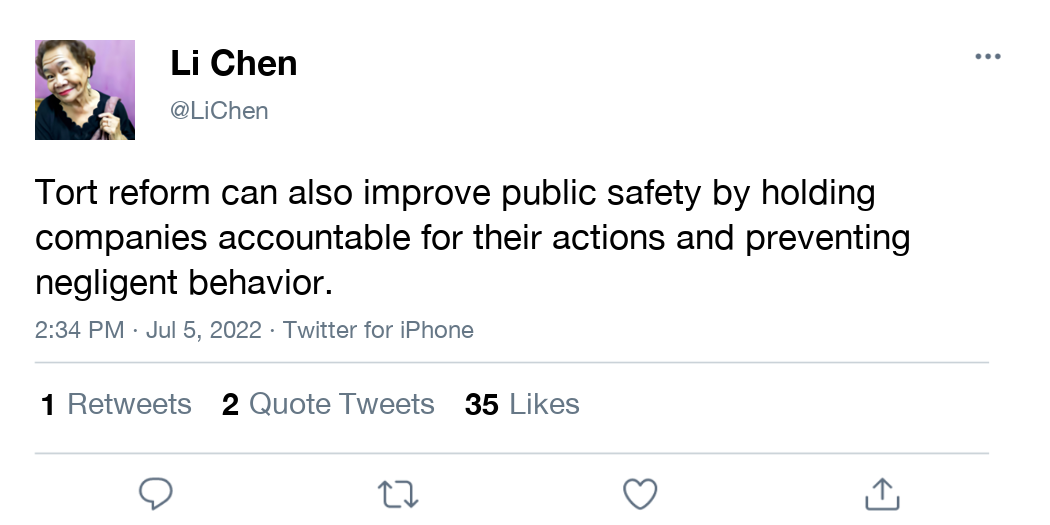 Li Chen
@LiChen
Tort reform can also improve public safety by holding
companies accountable for their actions and preventing
negligent behavior.
2:34 PM · Jul 5, 2022 · Twitter for iPhone
1 Retweets 2 Quote Tweets 35 Likes